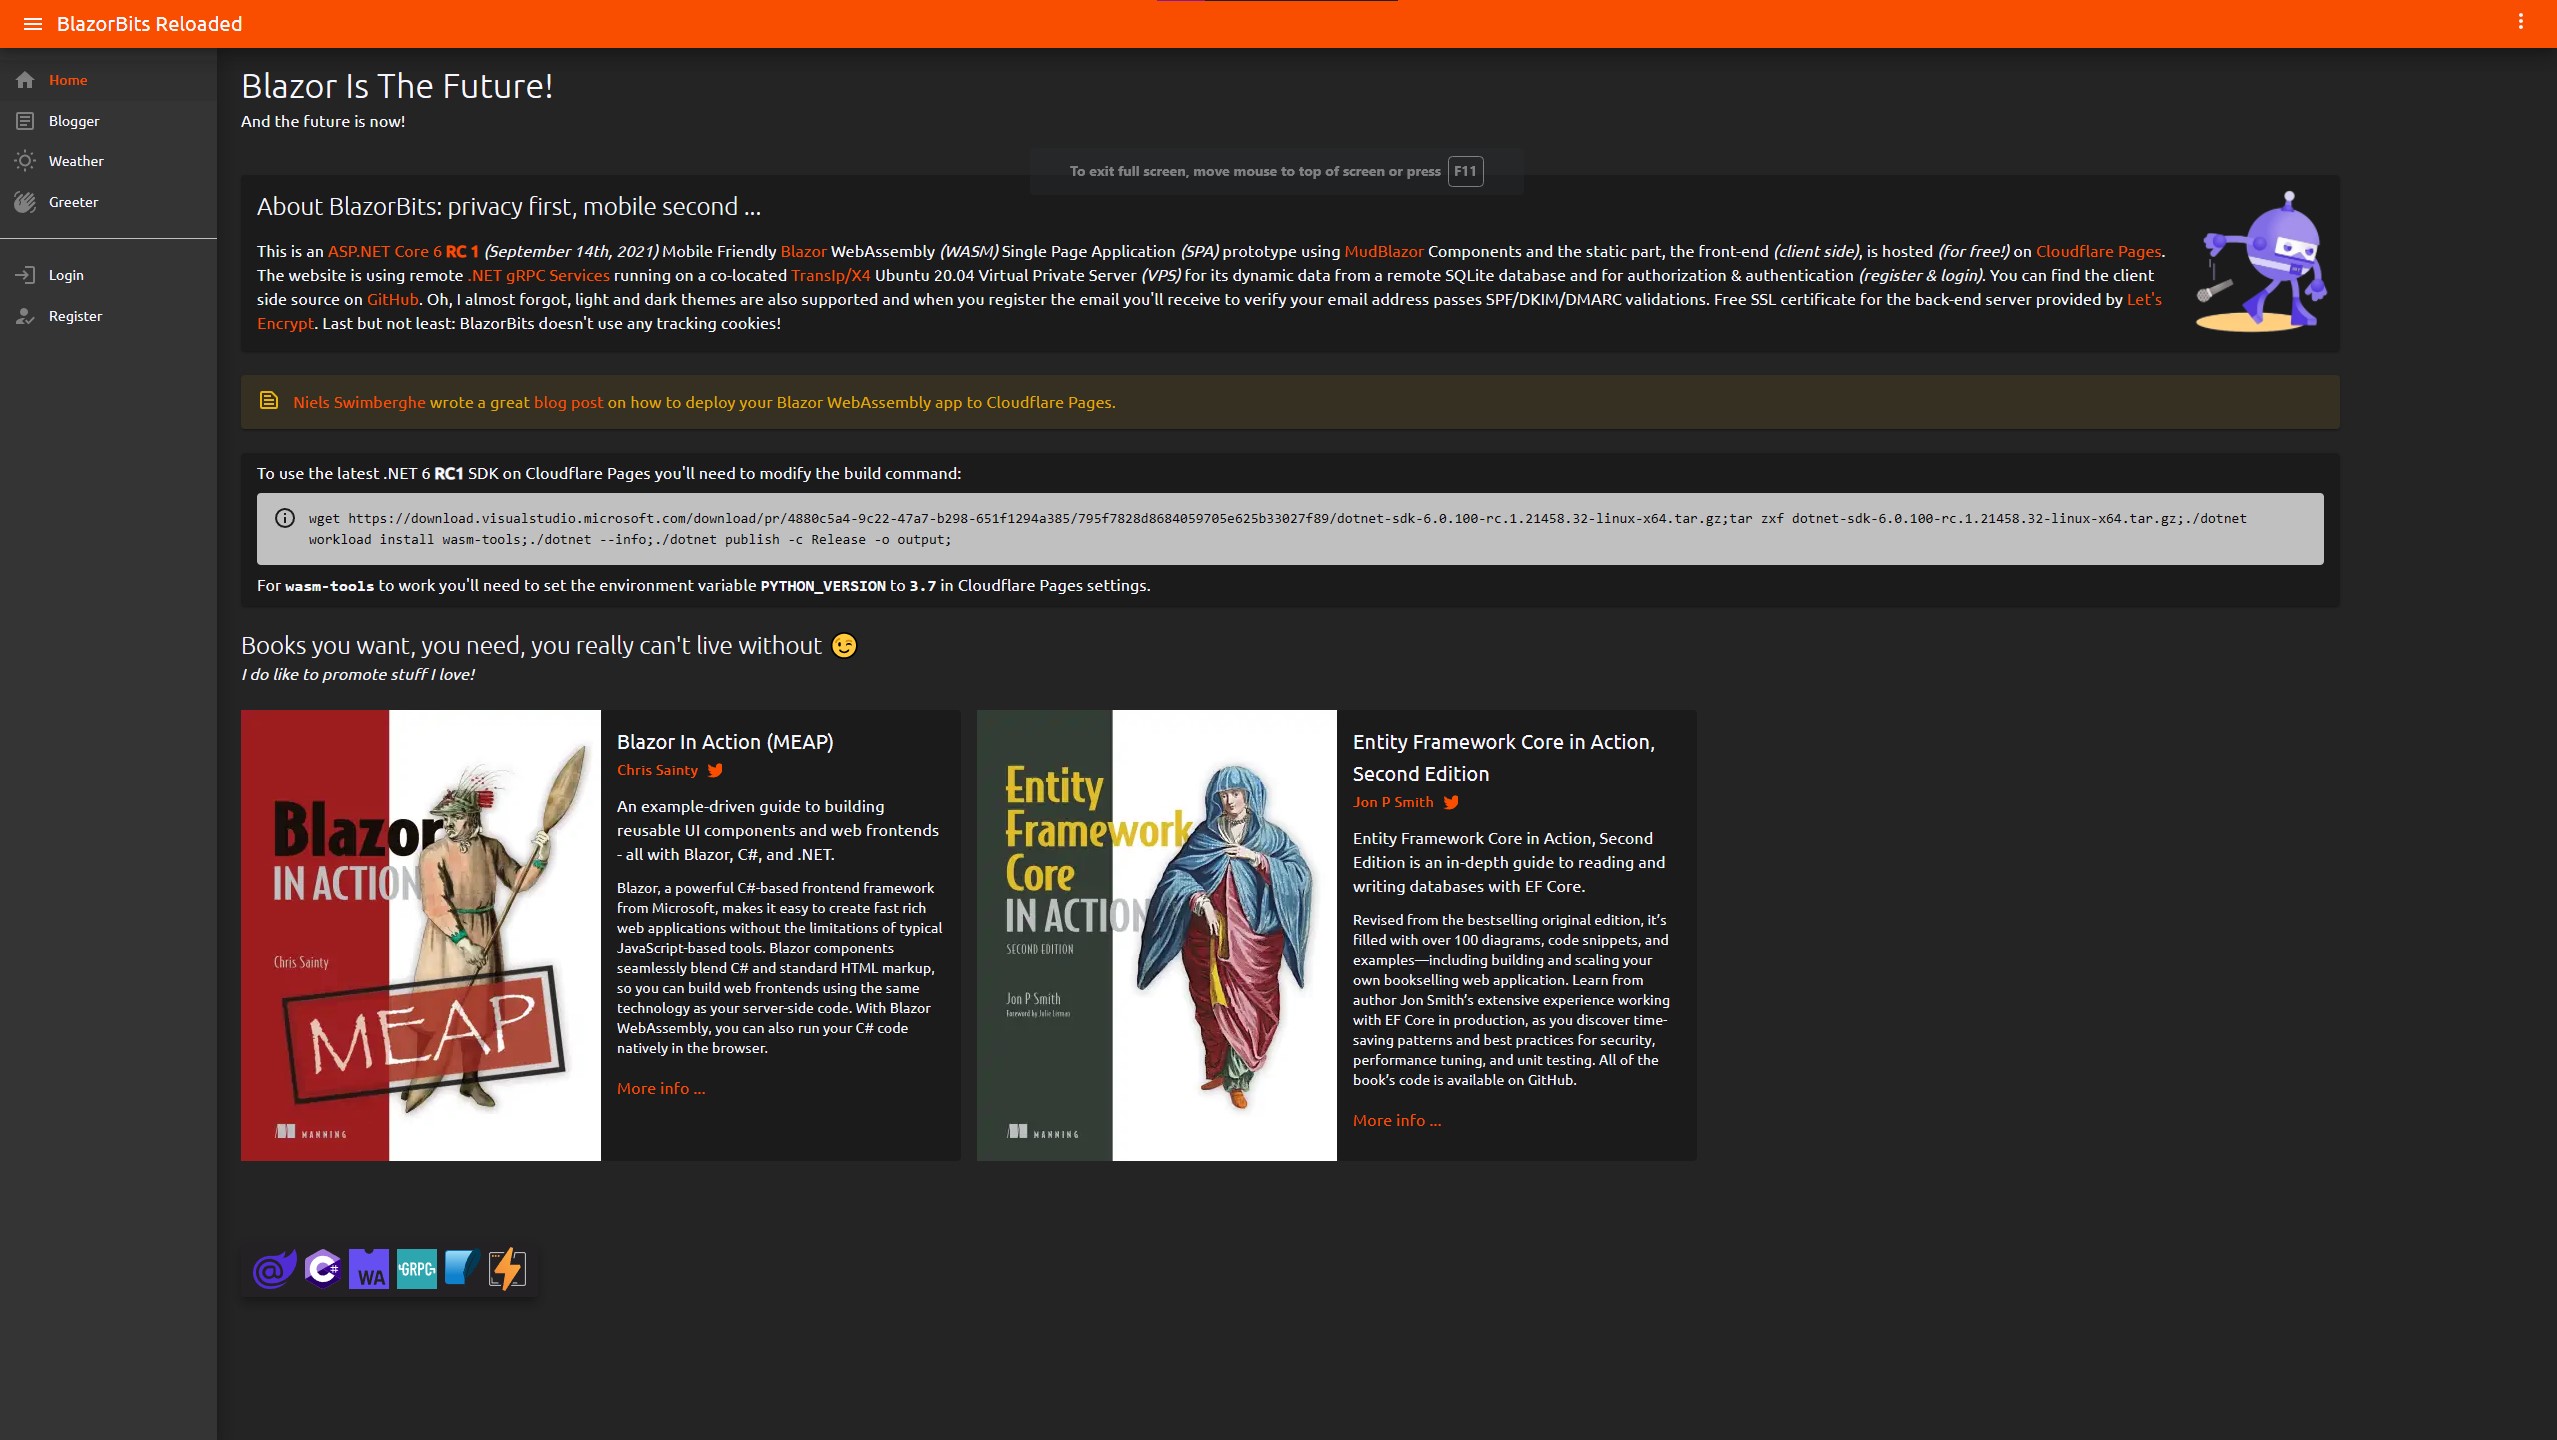 BlazorBits Reloaded
Home
Blogger
Weather
Greeter
Login
Register
Blazor Is The Future!
And the future is now!
To exit full screen, move mouse to top of screen or press F11
About BlazorBits: privacy first, mobile second ...
This is an ASP.NET Core 6 RC 1 (September 14th, 2021) Mobile Friendly Blazor WebAssembly (WASM) Single Page Application (SPA) prototype using MudBlazor Components and the static part, the front-end (client side), is hosted (for free!) on Cloudflare Pages.
The website is using remote .NET gRPC Services running on a co-located TransIp/X4 Ubuntu 20.04 Virtual Private Server (VPS) for its dynamic data from a remote SQLite database and for authorization & authentication (register & login). You can find the client
side source on GitHub. Oh, I almost forgot, light and dark themes are also supported and when you register the email you'll receive to verify your email address passes SPF/DKIM/DMARC validations. Free SSL certificate for the back-end server provided by Let's
Encrypt. Last but not least: BlazorBits doesn't use any tracking cookies!
Niels Swimberghe wrote a great blog post on how to deploy your Blazor WebAssembly app to Cloudflare Pages.
To use the latest .NET 6 RC1 SDK on Cloudflare Pages you'll need to modify the build command:
wget https://download.visualstudio.microsoft.com/download/pr/4880c5a4-9c22-47a7-b298-651f1294a385/795f7828d8684059705e625b33027f89/dotnet-sdk-6.0.100-rc.1.21458.32-linux-x64.tar.gz;tar zxf dotnet-sdk-6.0.100-rc.1.21458.32-linux-x64.tar.gz;./dotnet
workload install wasm-tools;./dotnet --info;./dotnet publish -c Release -o output;
For wasm-tools to work you'll need to set the environment variable PYTHON_VERSION to 3.7 in Cloudflare Pages settings.
Books you want, you need, you really can't live without 😉
I do like to promote stuff I love!
Blazor
IN ACTION
Chris Sainty
MEAP
MANNING
Blazor In Action (MEAP)
Chris Sainty
An example-driven guide to building
reusable UI components and web frontends
- all with Blazor, C#, and .NET.
Blazor, a powerful C#-based frontend framework
from Microsoft, makes it easy to create fast rich
web applications without the limitations of typical
JavaScript-based tools. Blazor components
seamlessly blend C# and standard HTML markup,
so you can build web frontends using the same
technology as your server-side code. With Blazor
WebAssembly, you can also run your C# code
natively in the browser.
More info ...
Entity
Framework
Core
IN ACTION
SECOND EDITION
Jon P Smith
Foreword by Julie Lerman
MANNING
Entity Framework Core in Action,
Second Edition
Jon P Smith
Entity Framework Core in Action, Second
Edition is an in-depth guide to reading and
writing databases with EF Core.
Revised from the bestselling original edition, it’s
filled with over 100 diagrams, code snippets, and
examples—including building and scaling your
own bookselling web application. Learn from
author Jon Smith’s extensive experience working
with EF Core in production, as you discover time-
saving patterns and best practices for security,
performance tuning, and unit testing. All of the
book’s code is available on GitHub.
More info ...
@ C# WA GRPC